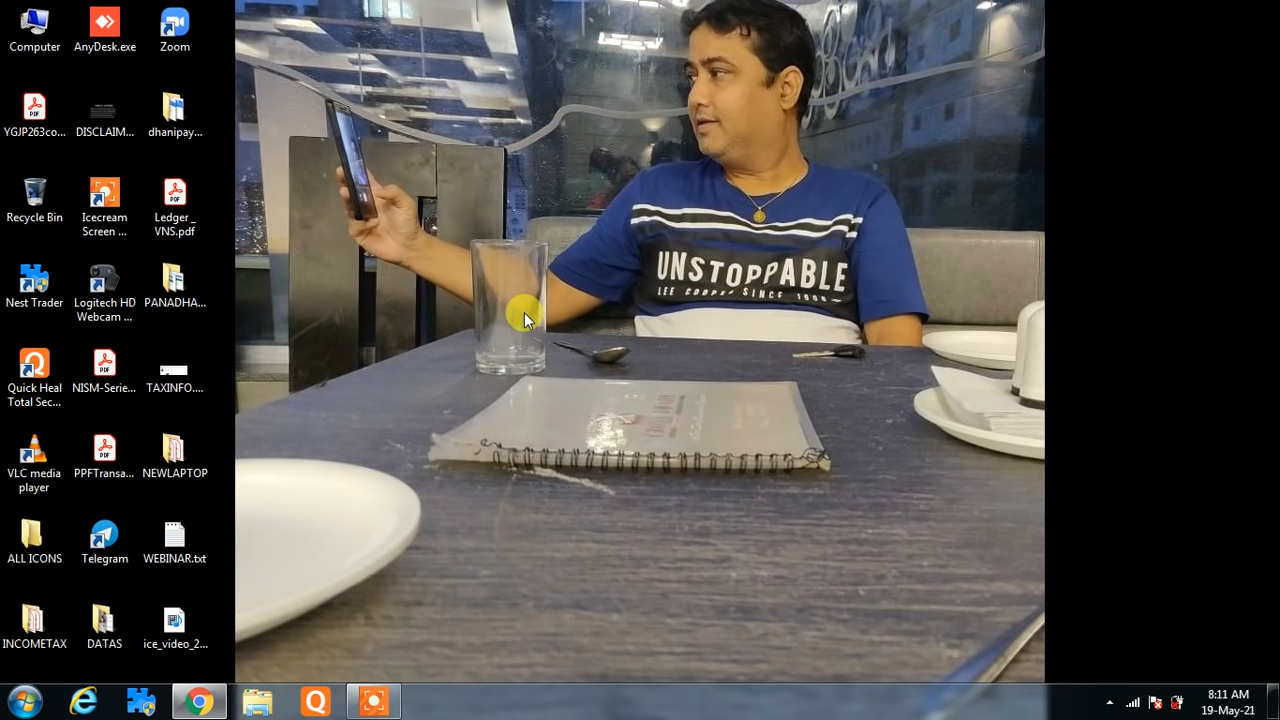 Computer
AnyDesk.exe
Zoom
YGJP263co...
DISCLAIM...
dhanipay...
Recycle Bin
Icecream
Screen ...
Ledger _
VNS.pdf
Nest Trader
Logitech HD
Webcam ...
PANADHA...
Quick Heal
Total Sec...
NISM-Serie...
TAXINFO....
VLC media
player
PPFTransa...
NEWLAPTOP
ALL ICONS
Telegram
WEBINAR.txt
INCOMETAX
DATAS
ice_video_2...
UNSTOPPABLE
LEE COOPER SINCE
8:11 AM
19-May-21